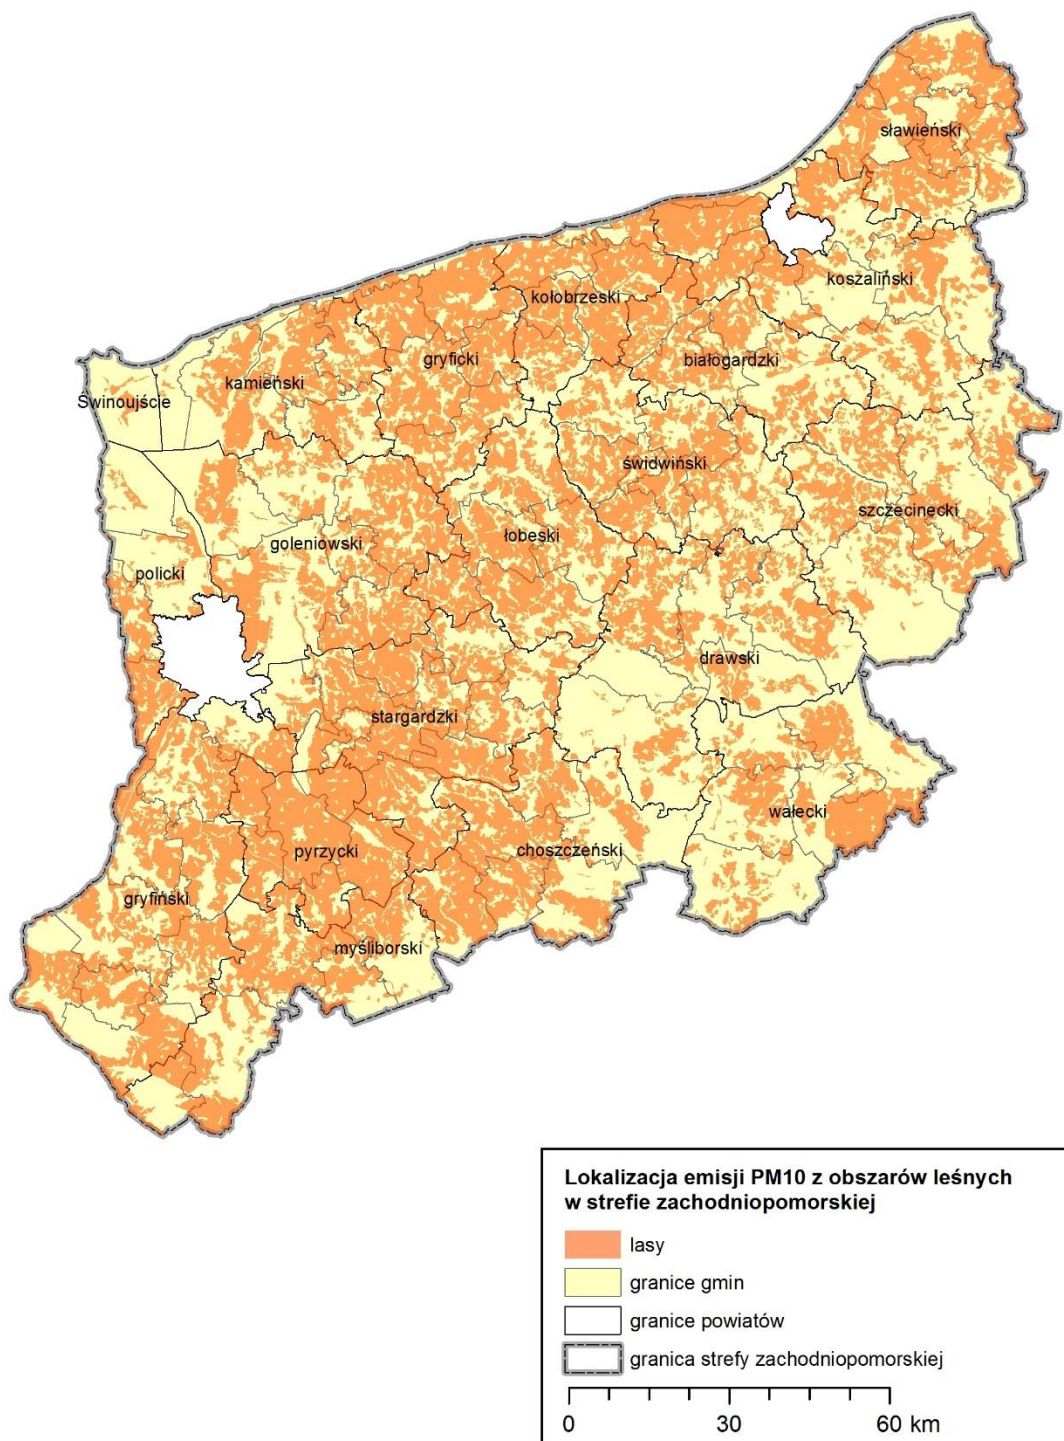 sławieński
koszaliński
kołobrzeski
białogardzki
gryficki
kamieński
Świnoujście
świdwiński
szczecinecki
łobeski
goleniowski
policki
drawski
stargardzki
wałecki
pyrzycki
choszczeński
gryfiński
myśliborski
Lokalizacja emisji PM10 z obszarów leśnych
w strefie zachodniopomorskiej
lasy
granice gmin
granice powiatów
granica strefy zachodniopomorskiej
0 30 60 km